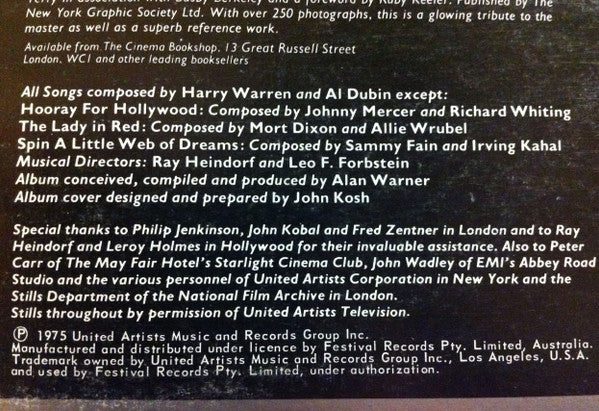 Terry in association with Busby Berkeley and a foreword by Ruby Keeler. Published by The
New York Graphic Society Ltd. With over 250 photographs, this is a glowing tribute to the
master as well as a superb reference work.
Available from The Cinema Bookshop, 13 Great Russell Street
London, WC1 and other leading booksellers
All Songs composed by Harry Warren and Al Dubin except:
Hooray For Hollywood: Composed by Johnny Mercer and Richard Whiting
The Lady in Red: Composed by Mort Dixon and Allie Wrubel
Spin A Little Web of Dreams: Composed by Sammy Fain and Irving Kahal
Musical Directors: Ray Heindorf and Leo F. Forbstein
Album conceived, compiled and produced by Alan Warner
Album cover designed and prepared by John Kosh
Special thanks to Philip Jenkinson, John Kobal and Fred Zentner in London and to Ray
Heindorf and Leroy Holmes in Hollywood for their invaluable assistance. Also to Peter
Carr of The May Fair Hotel's Starlight Cinema Club, John Wadley of EMI's Abbey Road
Studio and the various personnel of United Artists Corporation in New York and the
Stills Department of the National Film Archive in London.
Stills throughout by permission of United Artists Television.
Ⓟ 1975 United Artists Music and Records Group Inc.
Manufactured and distributed under licence by Festival Records Pty. Limited, Australia.
Trademark owned by United Artists Music and Records Group Inc., Los Angeles, U.S.A.
and used by Festival Records Pty. Limited, under authorization.